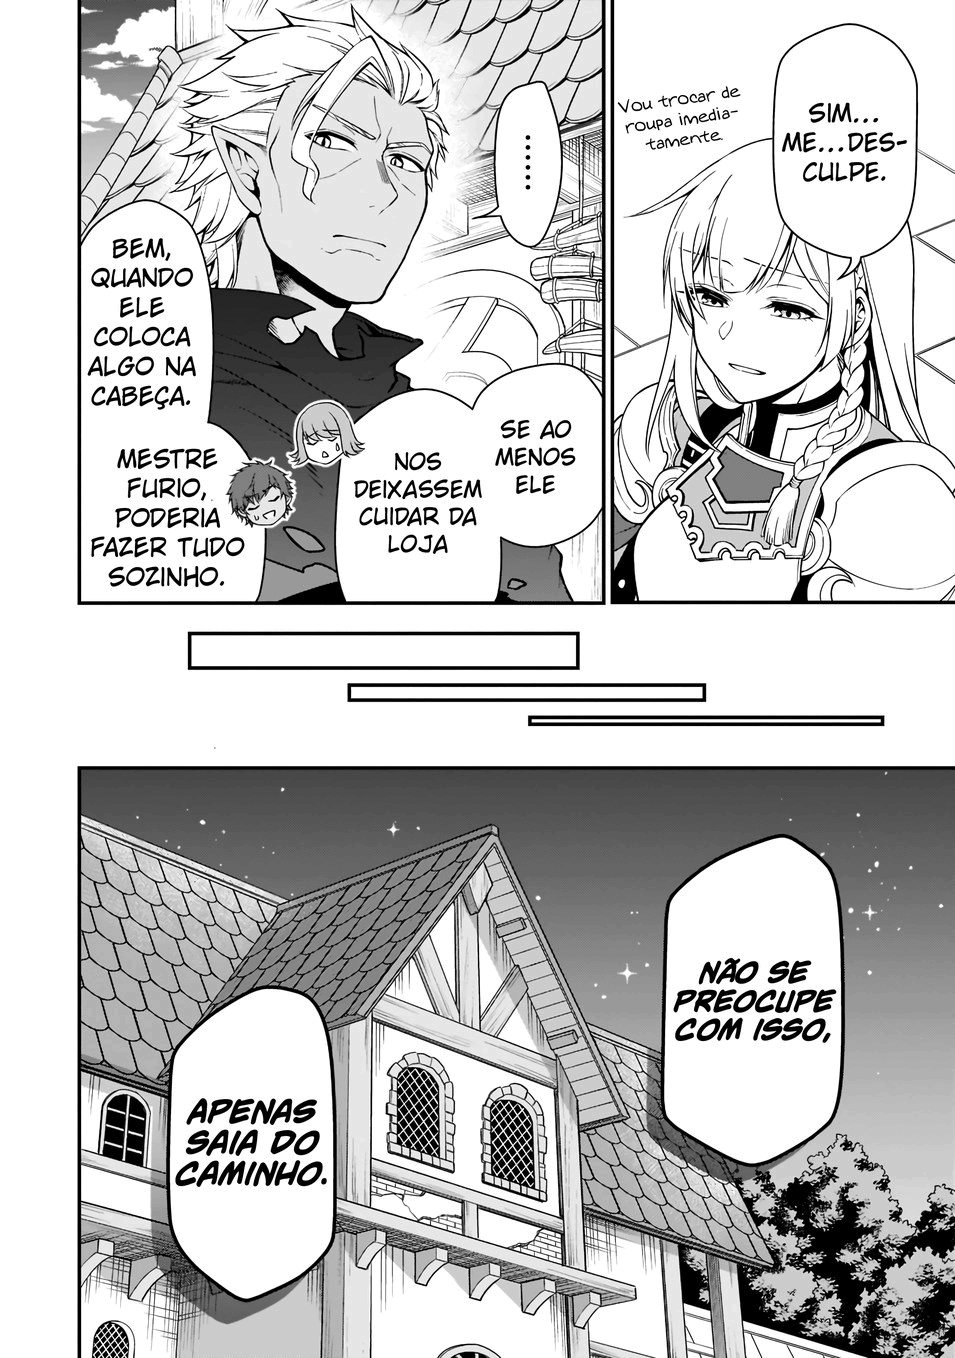 SIM...
ME...DES-
CULPE.
Vou trocar de
roupa imedia-
tamente
.......
SE AO
MENOS
ELE
NOS
DEIXASSEM
CUIDAR DA
LOJA
BEM,
QUANDO
ELE
COLOCA
ALGO NA
CABEÇA.
MESTRE
FURIO,
PODERIA
FAZER TUDO
SOZINHO.
NÃO SE
PREOCUPE
COM ISSO,
APENAS
SAIA DO
CAMINHO.